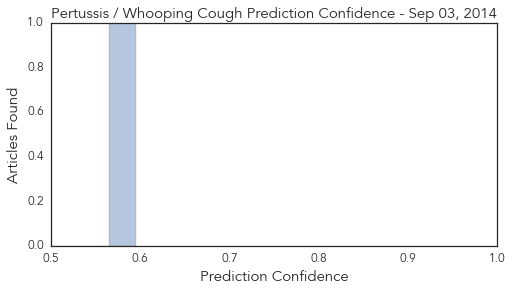 Pertussis / Whooping Cough Prediction Confidence - Sep 03, 2014
1.0
0.8
0.6
0.4
0.2
0.0
Articles Found
0.5 0.6 0.7 0.8 0.9 1.0
Prediction Confidence